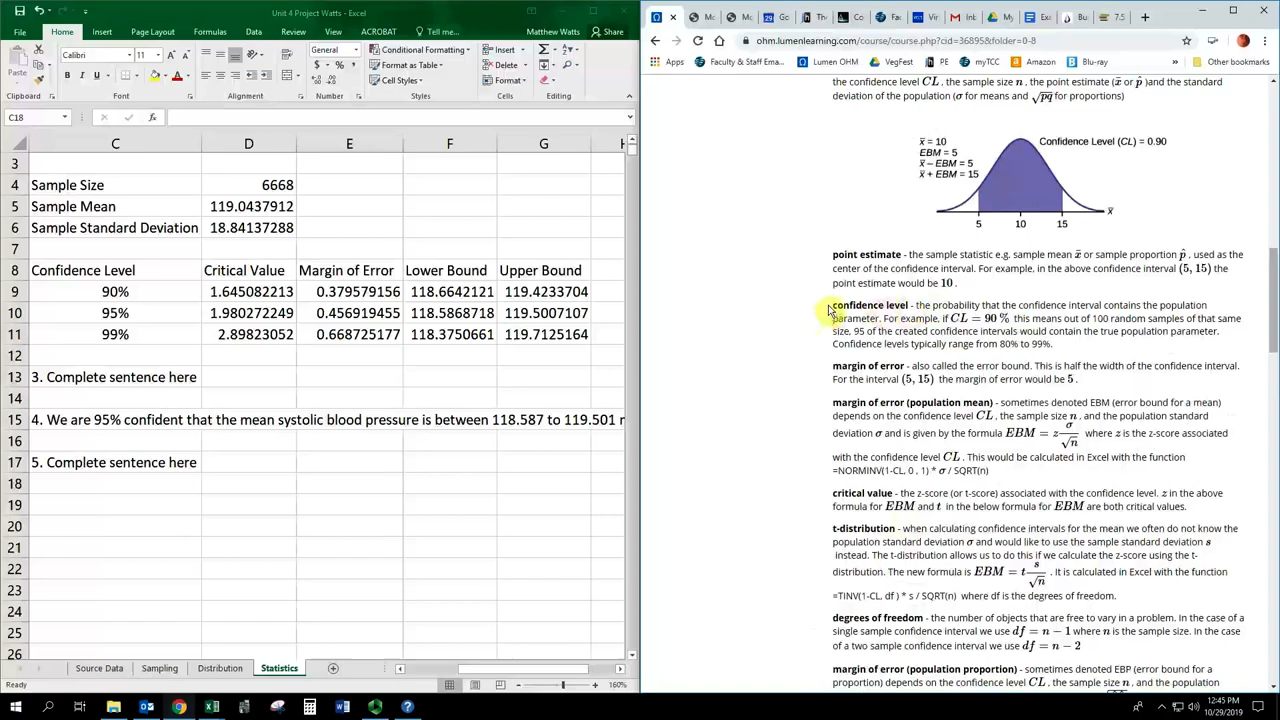 Unit 4 Project Watts - Excel
File Home Insert Page Layout Formulas Data Review View ACROBAT Tell me... Matthew Watts Share
Calibri 11 General Conditional Formatting Insert
Paste Format as Table Delete
Cell Styles Format
Clipboard Font Alignment Number Styles Cells Editing
C18 fx
C D E F G H
3
4 Sample Size 6668
5 Sample Mean 119.0437912
6 Sample Standard Deviation 18.84137288
7
8 Confidence Level Critical Value Margin of Error Lower Bound Upper Bound
9 90% 1.645082213 0.379579156 118.6642121 119.4233704
10 95% 1.980272249 0.456919455 118.5868718 119.5007107
11 99% 2.89823052 0.668725177 118.3750661 119.7125164
12
13 3. Complete sentence here
14
15 4. We are 95% confident that the mean systolic blood pressure is between 118.587 to 119.501 r
16
17 5. Complete sentence here
18
19
20
21
22
23
24
25
26
Source Data Sampling Distribution Statistics
Ready 160%
ohm.lumenlearning.com/course/course.php?cid=36895&folder=0-8
Apps Faculty & Staff Ema... D2L Lumen OHM VegFest PE myTCC Amazon Blu-ray Other bookmarks
the confidence level CL, the sample size n, the point estimate (x̄ or p̂ )and the standard
deviation of the population (σ for means and √pq for proportions)
x̄ = 10
EBM = 5
x̄ – EBM = 5
x̄ + EBM = 15
Confidence Level (CL) = 0.90
5 10 15 x̄
point estimate - the sample statistic e.g. sample mean x̄ or sample proportion p̂ , used as the
center of the confidence interval. For example, in the above confidence interval (5, 15) the
point estimate would be 10 .
confidence level - the probability that the confidence interval contains the population
parameter. For example, if CL = 90 % this means out of 100 random samples of that same
size, 95 of the created confidence intervals would contain the true population parameter.
Confidence levels typically range from 80% to 99%.
margin of error - also called the error bound. This is half the width of the confidence interval.
For the interval (5, 15) the margin of error would be 5 .
margin of error (population mean) - sometimes denoted EBM (error bound for a mean)
depends on the confidence level CL, the sample size n, and the population standard
deviation σ and is given by the formula EBM = z σ/√n where z is the z-score associated
with the confidence level CL. This would be calculated in Excel with the function
=NORMINV(1-CL, 0 , 1) * σ / SQRT(n)
critical value - the z-score (or t-score) associated with the confidence level. z in the above
formula for EBM and t in the below formula for EBM are both critical values.
t-distribution - when calculating confidence intervals for the mean we often do not know the
population standard deviation σ and would like to use the sample standard deviation s
instead. The t-distribution allows us to do this if we calculate the z-score using the t-
distribution. The new formula is EBM = t s/√n . It is calculated in Excel with the function
=TINV(1-CL, df ) * s / SQRT(n) where df is the degrees of freedom.
degrees of freedom - the number of objects that are free to vary in a problem. In the case of a
single sample confidence interval we use df = n − 1 where n is the sample size. In the case
of a two sample confidence interval we use df = n − 2
margin of error (population proportion) - sometimes denoted EBP (error bound for a
proportion) depends on the confidence level CL, the sample size n, and the population
12:45 PM
10/29/2019